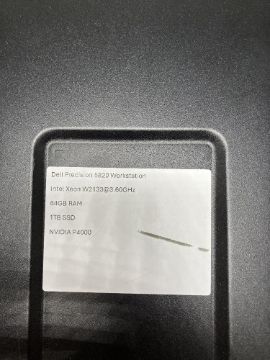 Dell Precision 5820 Workstation
Intel Xeon W2133@3.60GHz
64GB RAM
1TB SSD
NVIDIA P4000